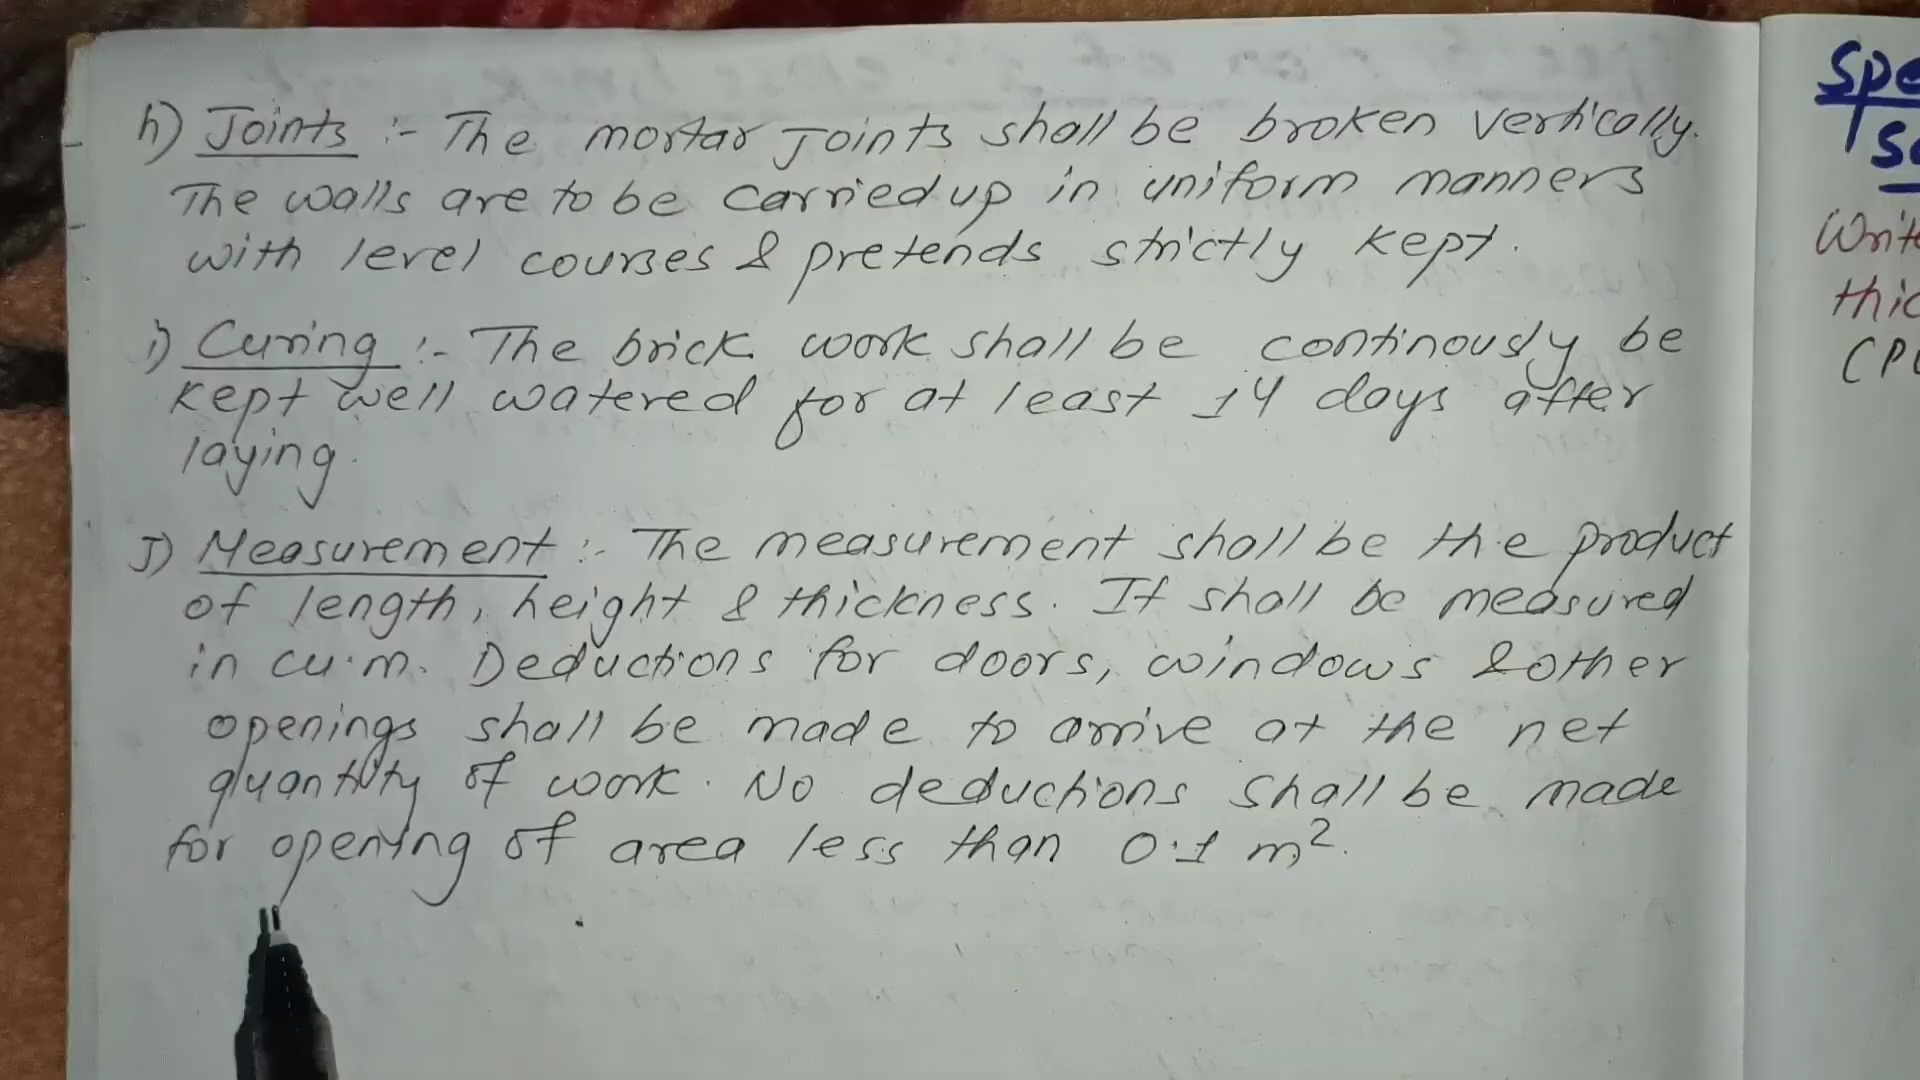 h) Joints :- The mortar Joints shall be broken vertically.
The walls are to be carried up in uniform manners
with level courses & pretends strictly kept.
i) Curing :- The brick work shall be continously be
kept well watered for at least 14 days after
laying.
J) Measurement :- The measurement shall be the product
of length, height & thickness. It shall be measured
in cu.m. Deductions for doors, windows & other
openings shall be made to arrive at the net
quantity of work. No deductions shall be made
for opening of area less than 0.1 m².
Spe
Write
thic